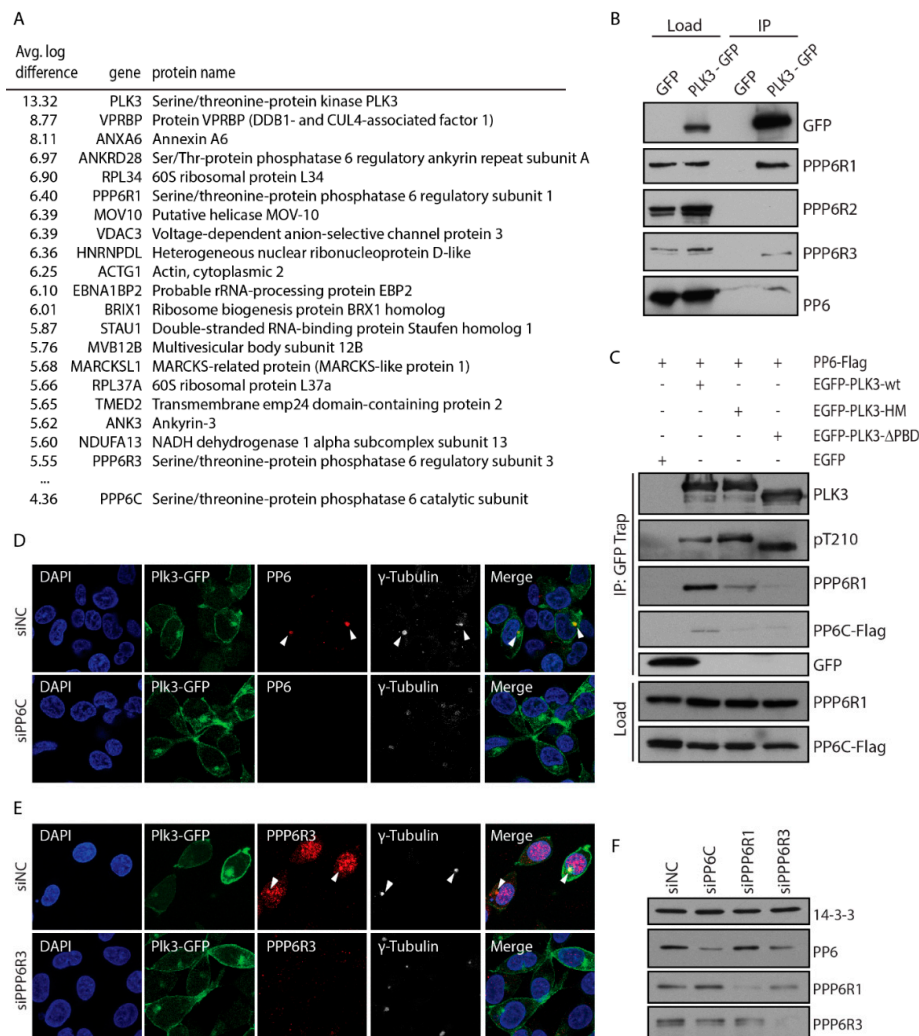 A
Avg. log
difference gene protein name
13.32 PLK3 Serine/threonine-protein kinase PLK3
8.77 VPRBP Protein VPRBP (DDB1- and CUL4-associated factor 1)
8.11 ANXA6 Annexin A6
6.97 ANKRD28 Ser/Thr-protein phosphatase 6 regulatory ankyrin repeat subunit A
6.90 RPL34 60S ribosomal protein L34
6.40 PPP6R1 Serine/threonine-protein phosphatase 6 regulatory subunit 1
6.39 MOV10 Putative helicase MOV-10
6.39 VDAC3 Voltage-dependent anion-selective channel protein 3
6.36 HNRNPDL Heterogeneous nuclear ribonucleoprotein D-like
6.25 ACTG1 Actin, cytoplasmic 2
6.10 EBNA1BP2 Probable rRNA-processing protein EBP2
6.01 BRIX1 Ribosome biogenesis protein BRX1 homolog
5.87 STAU1 Double-stranded RNA-binding protein Staufen homolog 1
5.76 MVB12B Multivesicular body subunit 12B
5.68 MARCKSL1 MARCKS-related protein (MARCKS-like protein 1)
5.66 RPL37A 60S ribosomal protein L37a
5.65 TMED2 Transmembrane emp24 domain-containing protein 2
5.62 ANK3 Ankyrin-3
5.60 NDUFA13 NADH dehydrogenase 1 alpha subcomplex subunit 13
5.55 PPP6R3 Serine/threonine-protein phosphatase 6 regulatory subunit 3
...
4.36 PPP6C Serine/threonine-protein phosphatase 6 catalytic subunit
B
Load IP
GFP PLK3 - GFP GFP PLK3 - GFP
GFP
PPP6R1
PPP6R2
PPP6R3
PP6
C
+ + + + PP6-Flag
- + - - EGFP-PLK3-wt
- - + - EGFP-PLK3-HM
- - - + EGFP-PLK3-ΔPBD
+ - - - EGFP
IP: GFP Trap
PLK3
pT210
PPP6R1
PP6C-Flag
GFP
Load
PPP6R1
PP6C-Flag
D
siNC
DAPI Plk3-GFP PP6 γ-Tubulin Merge
siPP6C
DAPI Plk3-GFP PP6 γ-Tubulin Merge
E
siNC
DAPI Plk3-GFP PPP6R3 γ-Tubulin Merge
siPPP6R3
DAPI Plk3-GFP PPP6R3 γ-Tubulin Merge
F
siNC siPP6C siPPP6R1 siPPP6R3
14-3-3
PP6
PPP6R1
PPP6R3